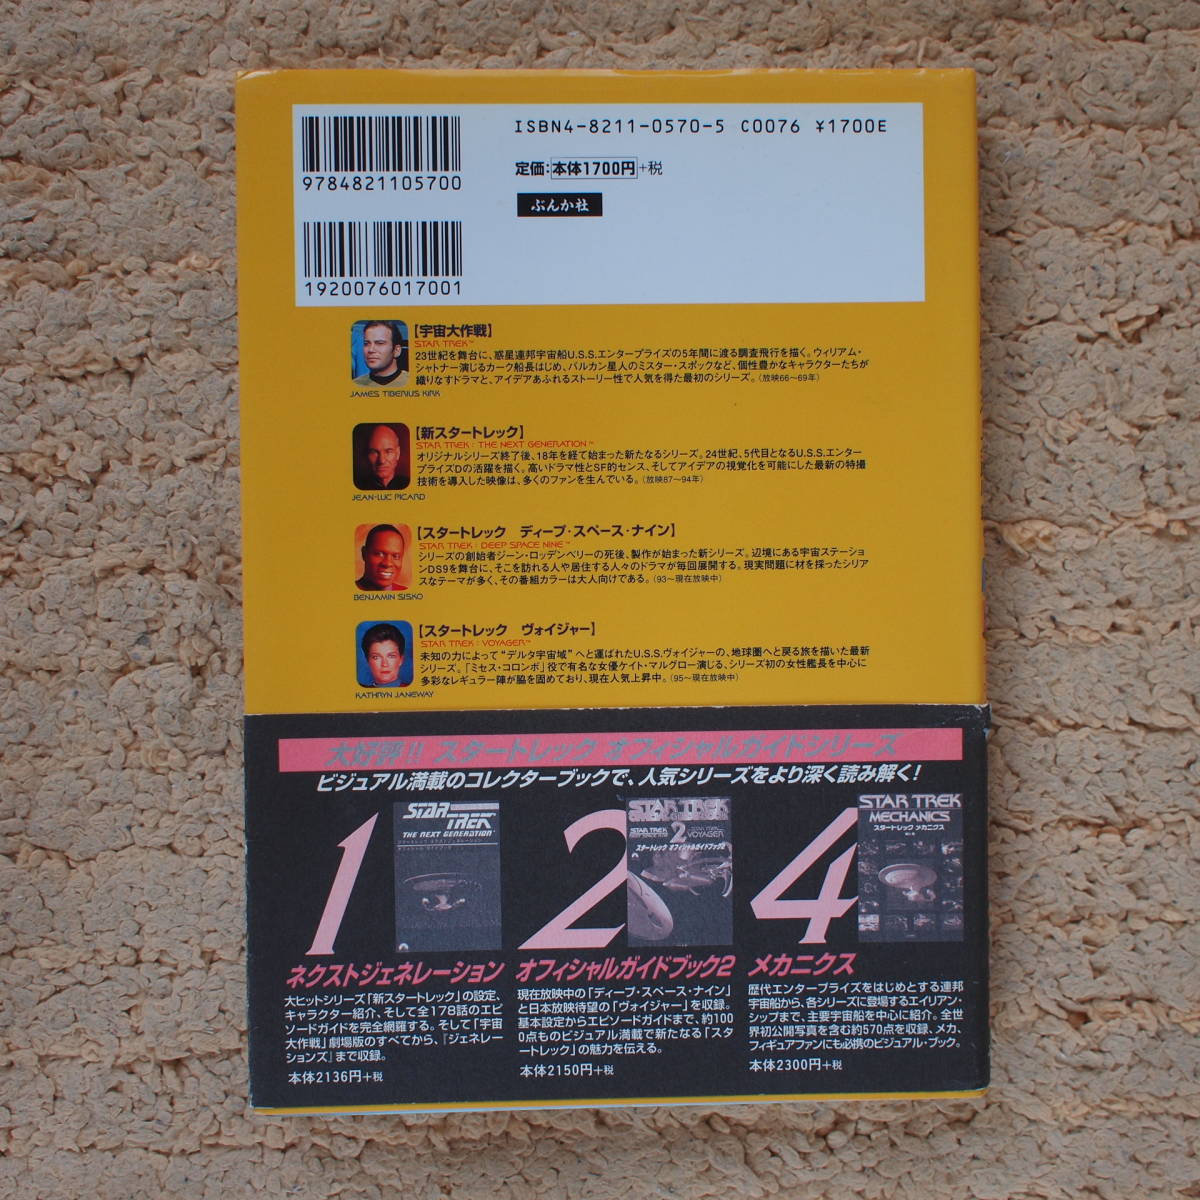 ISBN4-8211-0570-5 C0076 ¥1700E
9784821105700
定価:本体1700円+税
ぶんか社
1920076017001
【宇宙大作戦】
STAR TREK™
23世紀を舞台に、惑星連邦宇宙船U.S.S.エンタープライズの5年間に渡る調査飛行を描く。ウィリアム・
シャトナー演じるカーク船長はじめ、バルカン星人のミスター・スポックなど、個性豊かなキャラクターたちが
織りなすドラマと、アイデアあふれるストーリー性で人気を得た最初のシリーズ。(放映66〜69年)
JAMES TIBERIUS KIRK
【新スタートレック】
STAR TREK: THE NEXT GENERATION™
オリジナルシリーズ終了後、18年を経て始まった新たなるシリーズ。24世紀、5代目となるU.S.S.エンター
プライズDの活躍を描く。高いドラマ性とSF的センス、そしてアイデアの視覚化を可能にした最新の特撮
技術を導入した映像は、多くのファンを生んでいる。(放映87〜94年)
JEAN-LUC PICARD
【スタートレック ディープ・スペース・ナイン】
STAR TREK: DEEP SPACE NINE™
シリーズの創始者ジーン・ロッデンベリーの死後、製作が始まった新シリーズ。辺境にある宇宙ステーショ
ンDS9を舞台に、そこを訪れる人や居住する人々のドラマが毎回展開する。現実問題に材を採ったシリア
スなテーマが多く、その番組カラーは大人向けである。(93〜現在放映中)
BENJAMIN SISKO
【スタートレック ヴォイジャー】
STAR TREK: VOYAGER™
未知の力によって“デルタ宇宙域”へと運ばれたU.S.S.ヴォイジャーの、地球圏へと戻る旅を描いた最新
シリーズ。「ミセス・コロンボ」役で有名な女優ケイト・マルグロー演じる、シリーズ初の女性艦長を中心に
多彩なレギュラー陣が脇を固めており、現在人気上昇中。(95〜現在放映中)
KATHRYN JANEWAY
大好評!! スタートレック オフィシャルガイドシリーズ
ビジュアル満載のコレクターブックで、人気シリーズをより深く読み解く!
1
STAR TREK
THE NEXT GENERATION
スタートレック ネクストジェネレーション
オフィシャル ガイドブック
ネクストジェネレーション
大ヒットシリーズ「新スタートレック」の設定、
キャラクター紹介、そして全178話のエピ
ソードガイドを完全網羅する。そして「宇宙
大作戦」劇場版のすべてから、『ジェネレー
ションズ』まで収録。
本体2136円+税
2
STAR TREK
STAR TREK
2
STAR TREK
VOYAGER
スタートレック オフィシャルガイドブック2
オフィシャルガイドブック2
現在放映中の「ディープ・スペース・ナイン」
と日本放映待望の「ヴォイジャー」を収録。
基本設定からエピソードガイドまで、約100
0点ものビジュアル満載で新たなる「スタ
ートレック」の魅力を伝える。
本体2150円+税
4
STAR TREK
MECHANICS
スタートレック メカニクス
メカニクス
歴代エンタープライズをはじめとする連邦
宇宙船から、各シリーズに登場するエイリアン・
シップまで、主要宇宙船を中心に紹介。全世
界初公開写真を含む約570点を収録、メカ、
フィギュアファンにも必携のビジュアル・ブック。
本体2300円+税